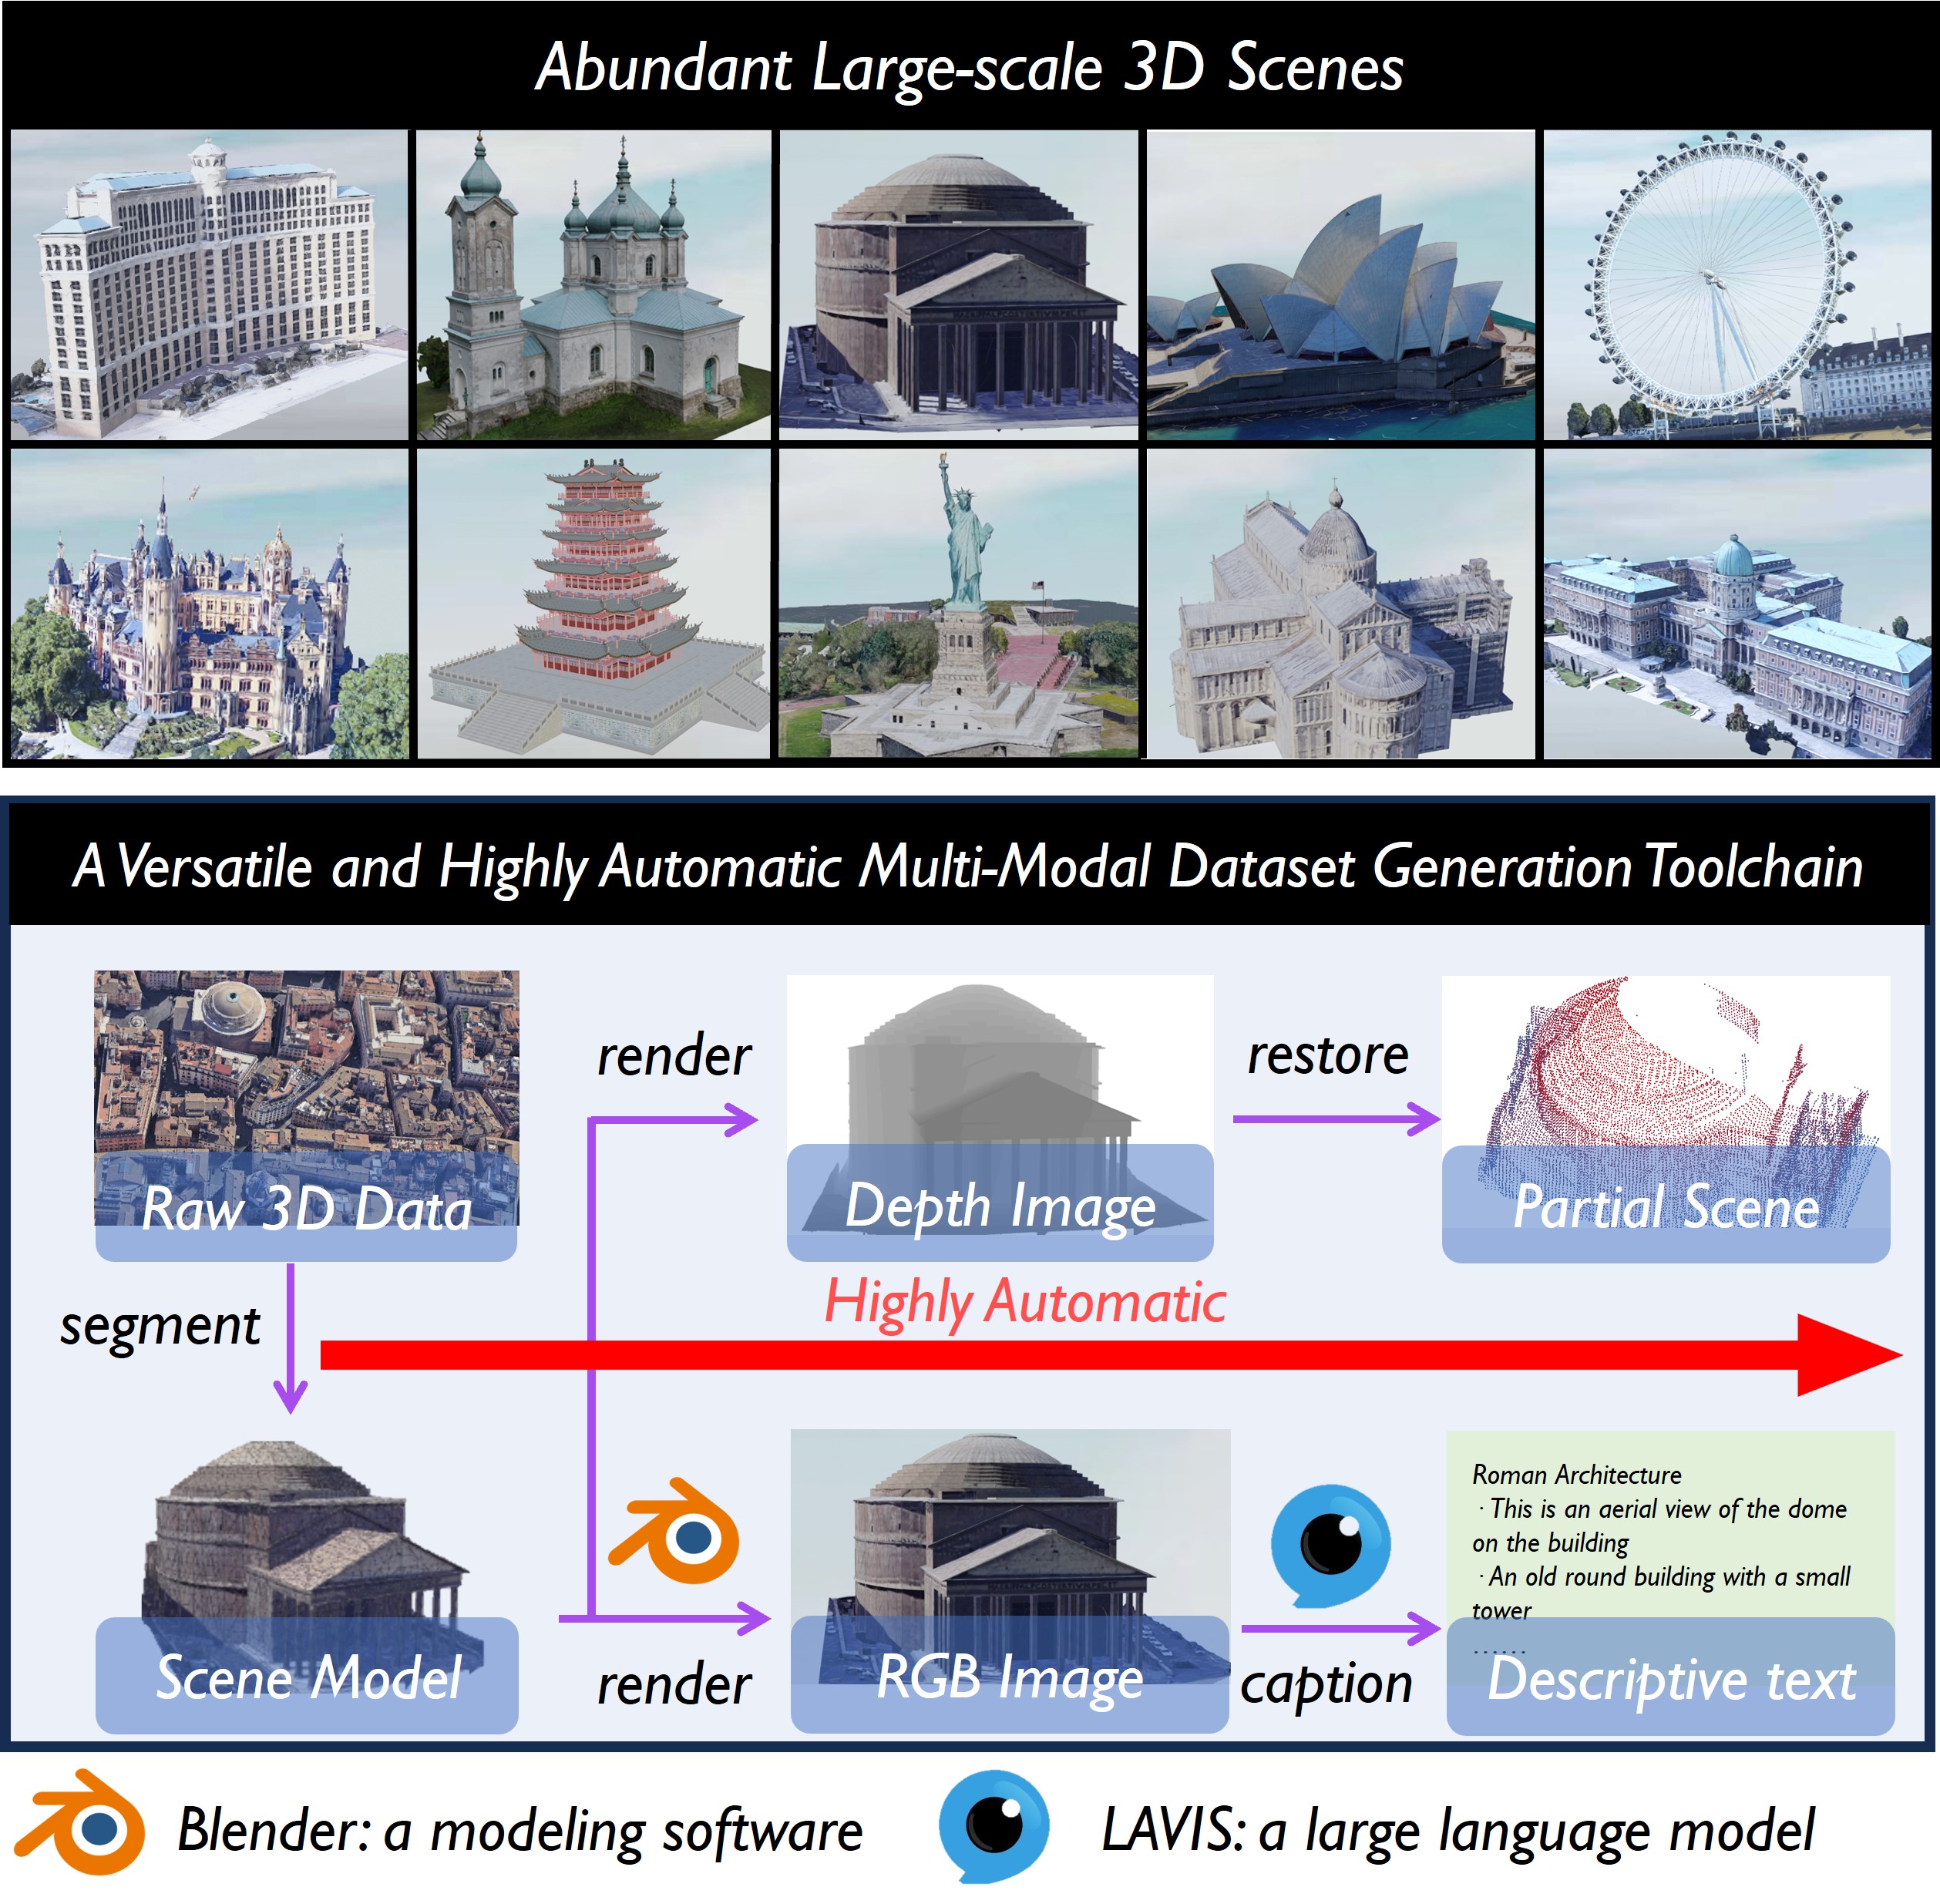 Abundant Large-scale 3D Scenes
A Versatile and Highly Automatic Multi-Modal Dataset Generation Toolchain
Raw 3D Data
render
Depth Image
restore
Partial Scene
segment
Highly Automatic
Scene Model
render
RGB Image
caption
Roman Architecture
· This is an aerial view of the dome
on the building
· An old round building with a small
tower
......
Descriptive text
Blender: a modeling software
LAVIS: a large language model